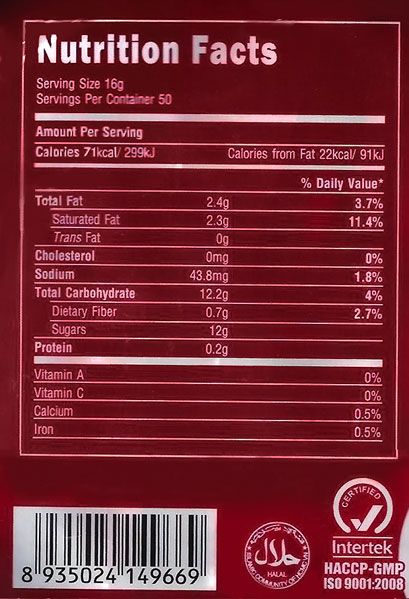 Nutrition Facts
Serving Size 16g
Servings Per Container 50
Amount Per Serving
Calories 71kcal/ 299kJ Calories from Fat 22kcal/ 91kJ
% Daily Value*
Total Fat 2.4g 3.7%
Saturated Fat 2.3g 11.4%
Trans Fat 0g
Cholesterol 0mg 0%
Sodium 43.8mg 1.8%
Total Carbohydrate 12.2g 4%
Dietary Fiber 0.7g 2.7%
Sugars 12g
Protein 0.2g
Vitamin A 0%
Vitamin C 0%
Calcium 0.5%
Iron 0.5%
8 935024 149669
حلال
HALAL
ISLAMIC COMMUNITY OF HCMC
CERTIFIED
Intertek
HACCP-GMP
ISO 9001:2008